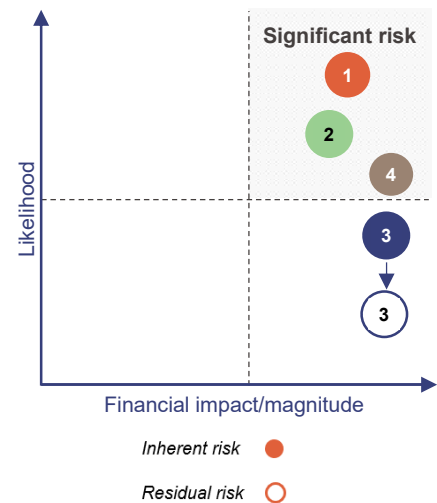 Significant risk
1
2
4
3
3
Likelihood
Financial impact/magnitude
Inherent risk
Residual risk